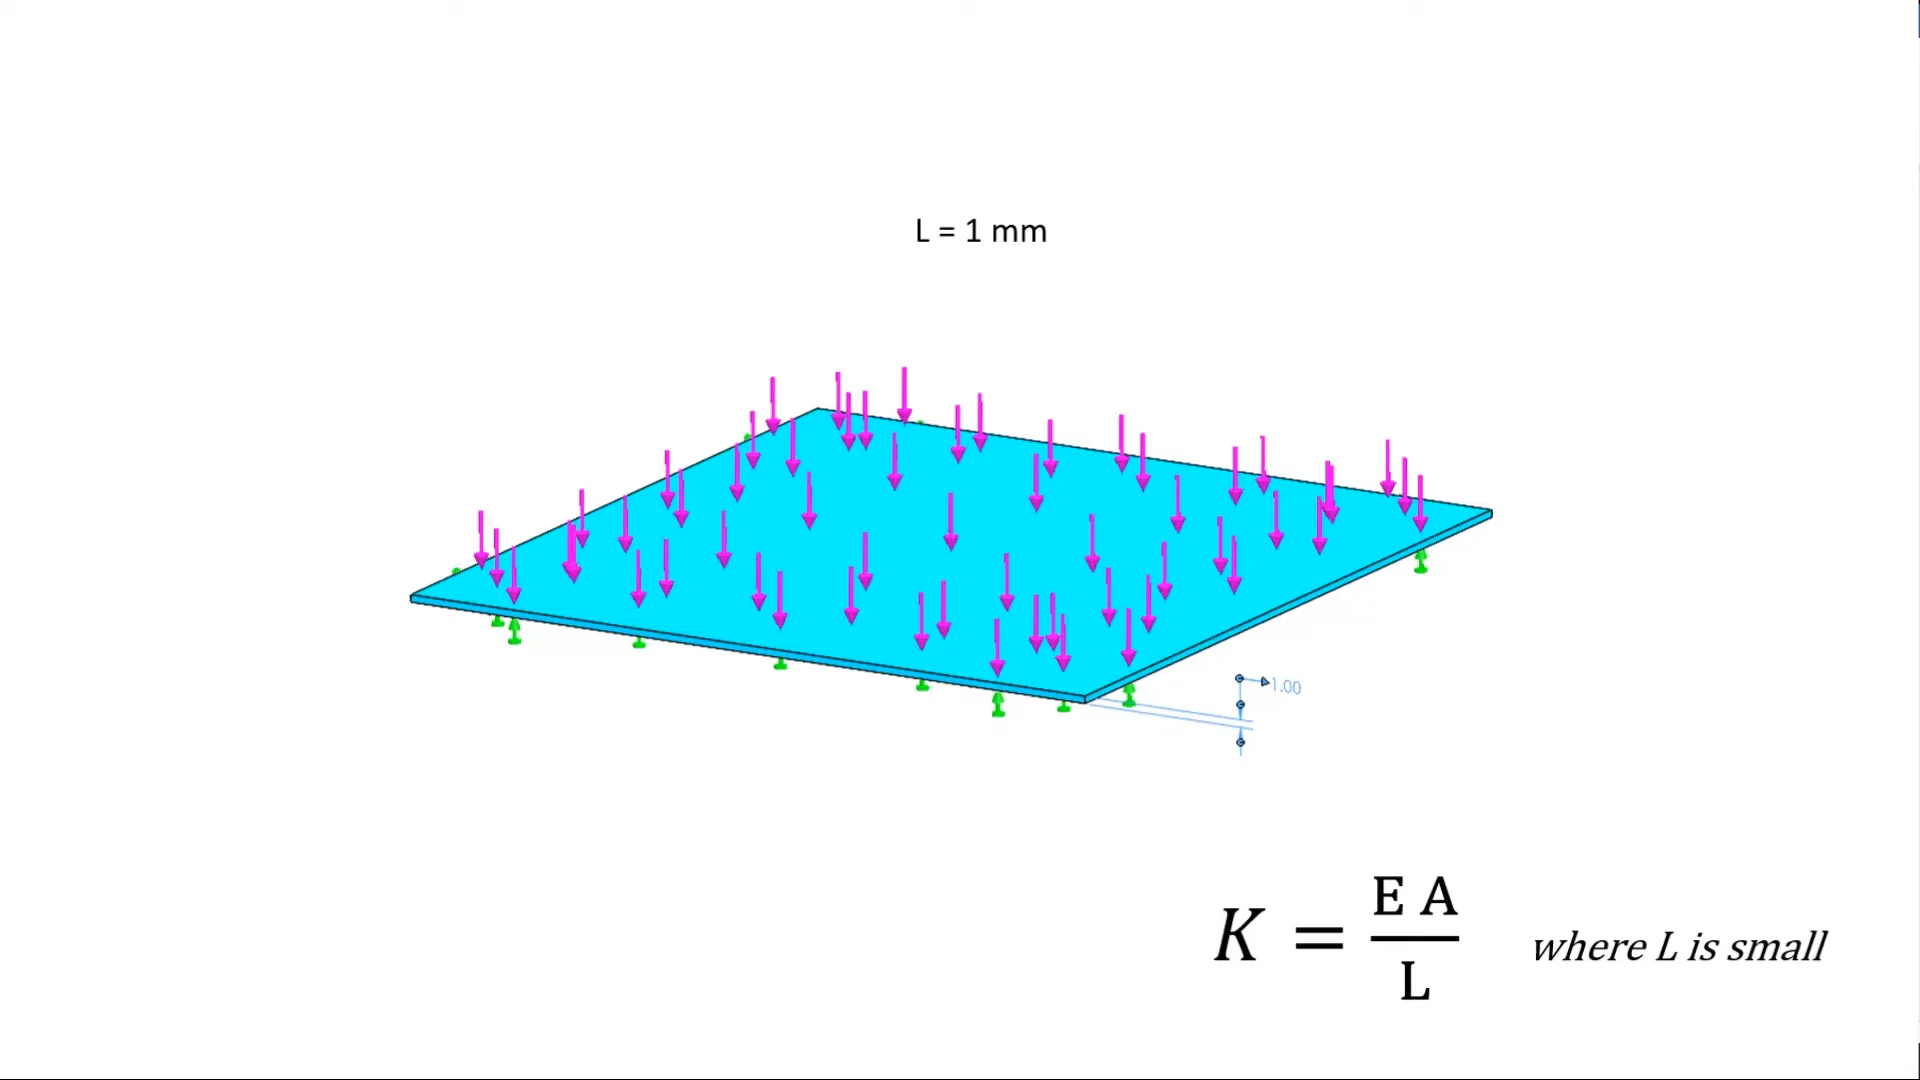 L = 1 mm
1.00
K = E A / L where L is small